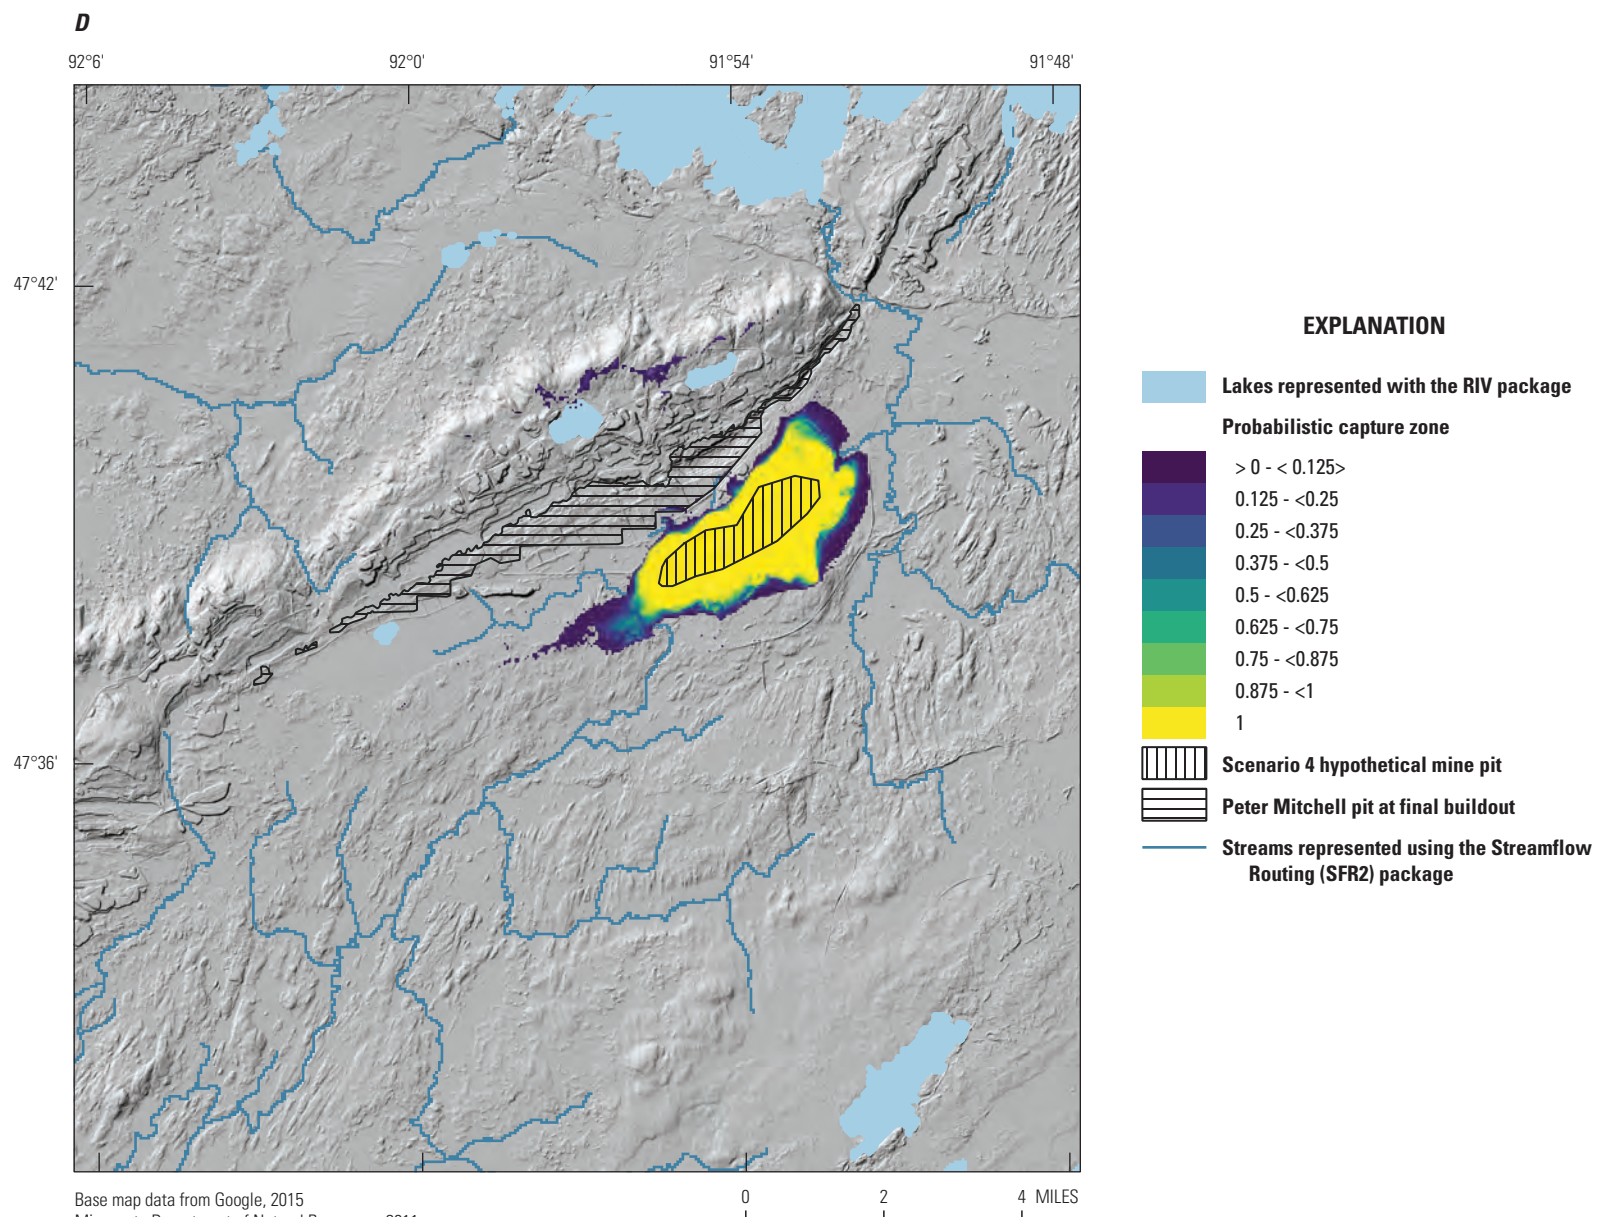 D
92°6' 92°0' 91°54' 91°48'
47°42'
47°36'
EXPLANATION
Lakes represented with the RIV package
Probabilistic capture zone
> 0 - < 0.125>
0.125 - <0.25
0.25 - <0.375
0.375 - <0.5
0.5 - <0.625
0.625 - <0.75
0.75 - <0.875
0.875 - <1
1
Scenario 4 hypothetical mine pit
Peter Mitchell pit at final buildout
Streams represented using the Streamflow
Routing (SFR2) package
Base map data from Google, 2015
0 2 4 MILES